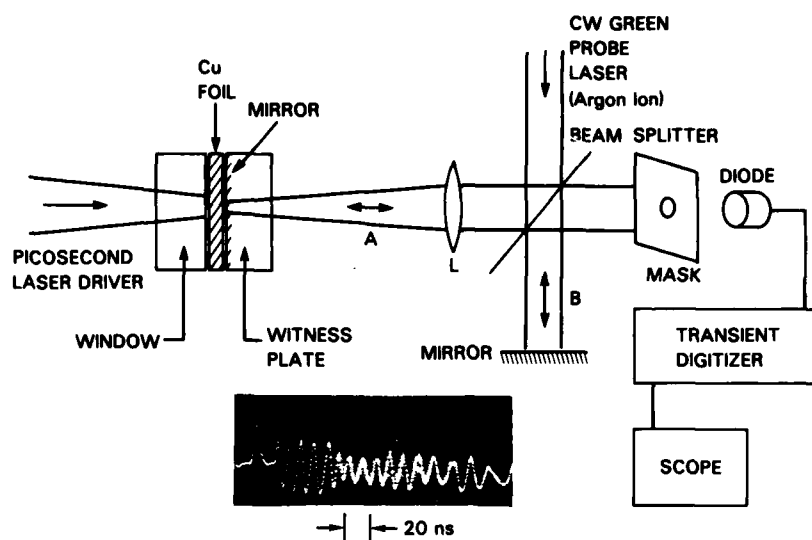 CW GREEN
PROBE
LASER
(Argon Ion)
Cu
FOIL
MIRROR
BEAM SPLITTER
DIODE
A
L
B
MASK
PICOSECOND
LASER DRIVER
WINDOW
WITNESS
PLATE
MIRROR
TRANSIENT
DIGITIZER
SCOPE
20 ns